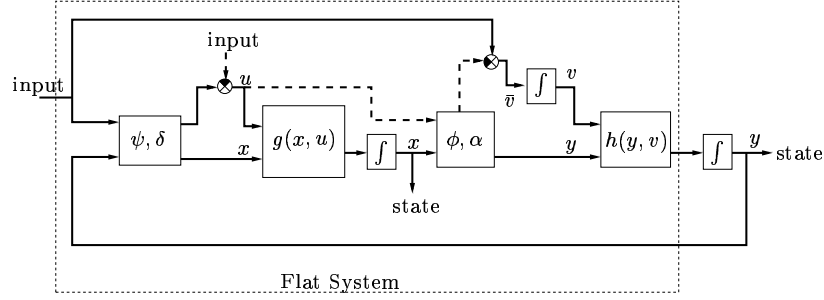 input
input
u
ψ, δ
x
g(x, u)
∫
x
state
ϕ, α
v̄
∫
v
y
h(y, v)
∫
y
state
Flat System